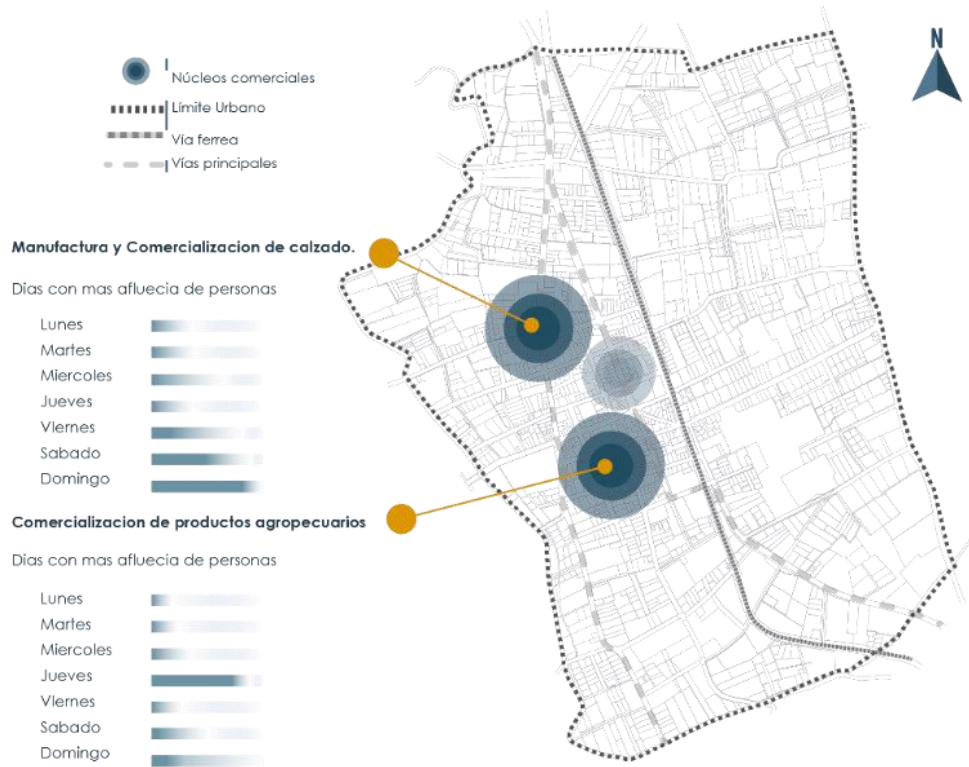 N
Núcleos comerciales
Límite Urbano
Vía ferrea
Vías principales
Manufactura y Comercializacion de calzado.
Dias con mas afluecia de personas
Lunes
Martes
Miercoles
Jueves
Viernes
Sabado
Domingo
Comercializacion de productos agropecuarios
Dias con mas afluecia de personas
Lunes
Martes
Miercoles
Jueves
Viernes
Sabado
Domingo